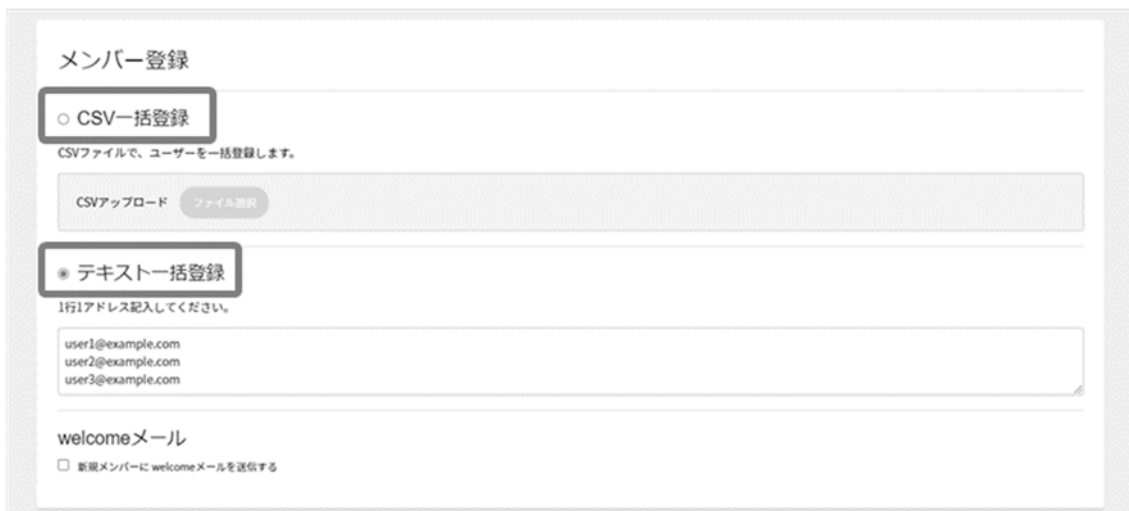 メンバー登録
CSV一括登録
CSVファイルで、ユーザーを一括登録します。
CSVアップロード ファイル選択
テキスト一括登録
1行1アドレス記入してください。
user1@example.com
user2@example.com
user3@example.com
welcomeメール
新規メンバーに welcomeメールを送信する